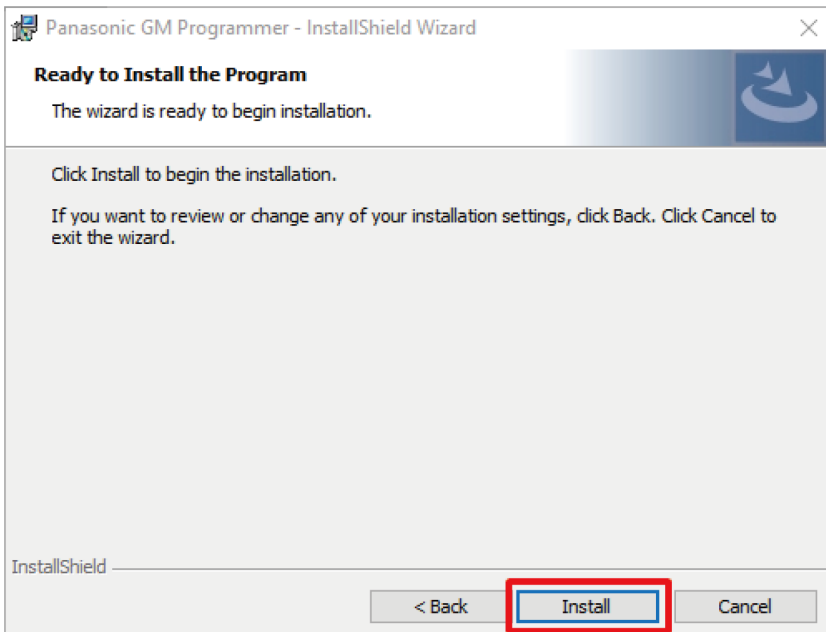 Panasonic GM Programmer - InstallShield Wizard
Ready to Install the Program
The wizard is ready to begin installation.
Click Install to begin the installation.
If you want to review or change any of your installation settings, click Back. Click Cancel to
exit the wizard.
InstallShield
< Back
Install
Cancel